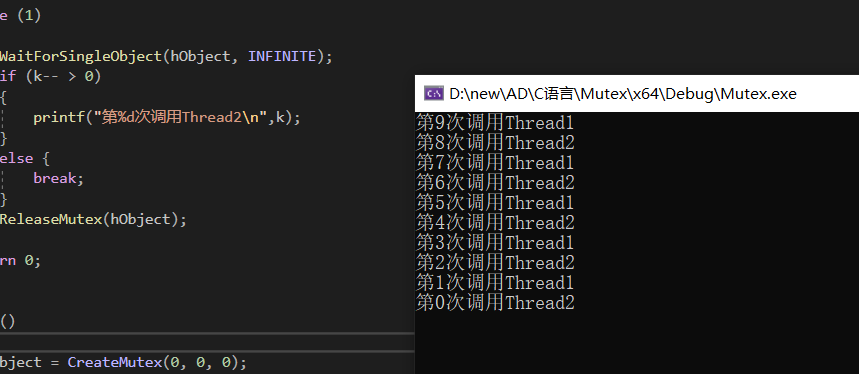 e (1)
WaitForSingleObject(hObject, INFINITE);
if (k-- > 0)
{
printf("第%d次调用Thread2\n",k);
}
else {
break;
}
ReleaseMutex(hObject);
rn 0;
()
bject = CreateMutex(0, 0, 0);
D:\new\AD\C语言\Mutex\x64\Debug\Mutex.exe
第9次调用Thread1
第8次调用Thread2
第7次调用Thread1
第6次调用Thread2
第5次调用Thread1
第4次调用Thread2
第3次调用Thread1
第2次调用Thread2
第1次调用Thread1
第0次调用Thread2